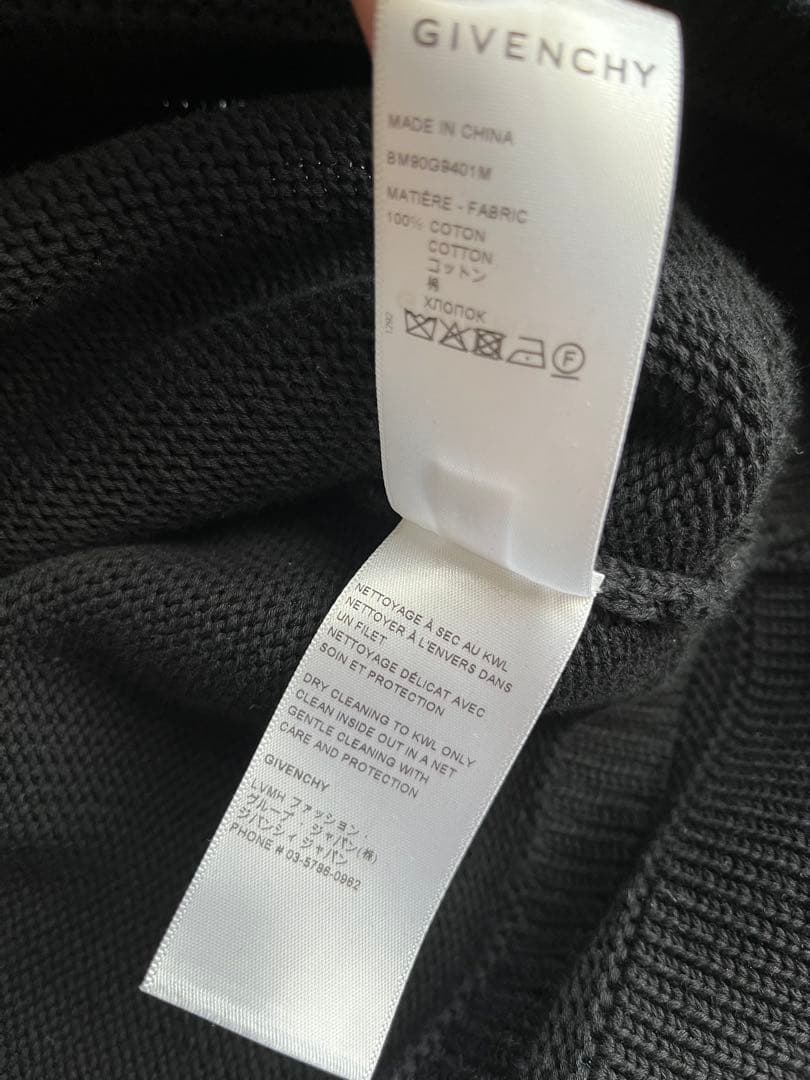 GIVENCHY
MADE IN CHINA
BM90G9401M
MATIÈRE - FABRIC
100% COTON
COTTON
コットン
棉
ХЛОПОК
1292
F
NETTOYAGE À SEC AU KWL
NETTOYER À L'ENVERS DANS
UN FILET
NETTOYAGE DÉLICAT AVEC
SOIN ET PROTECTION
DRY CLEANING TO KWL ONLY
CLEAN INSIDE OUT IN A NET
GENTLE CLEANING WITH
CARE AND PROTECTION
GIVENCHY
LVMH ファッション・
グループ・ジャパン(株)
ジバンシィ ジャパン
PHONE # 03-5786-0962